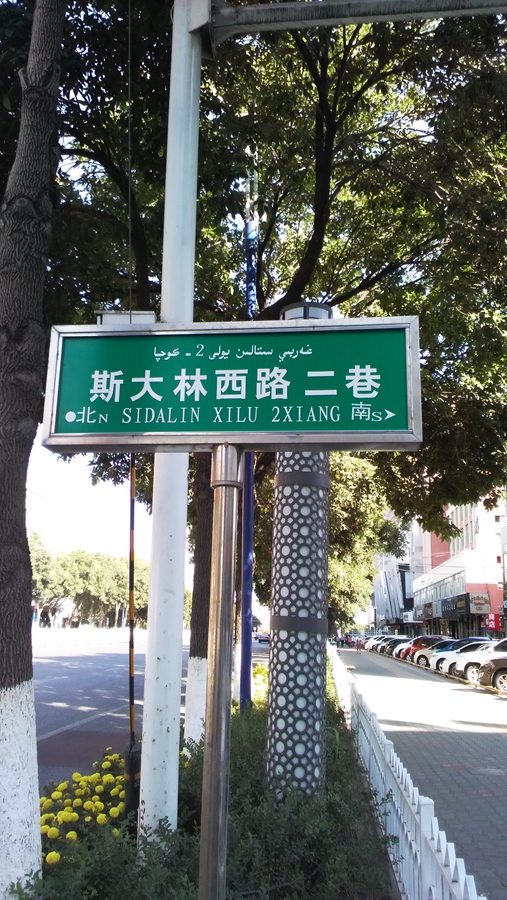 غەربىي ستالىن يولى 2 - كوچا
斯大林西路二巷
北N SIDALIN XILU 2XIANG 南S